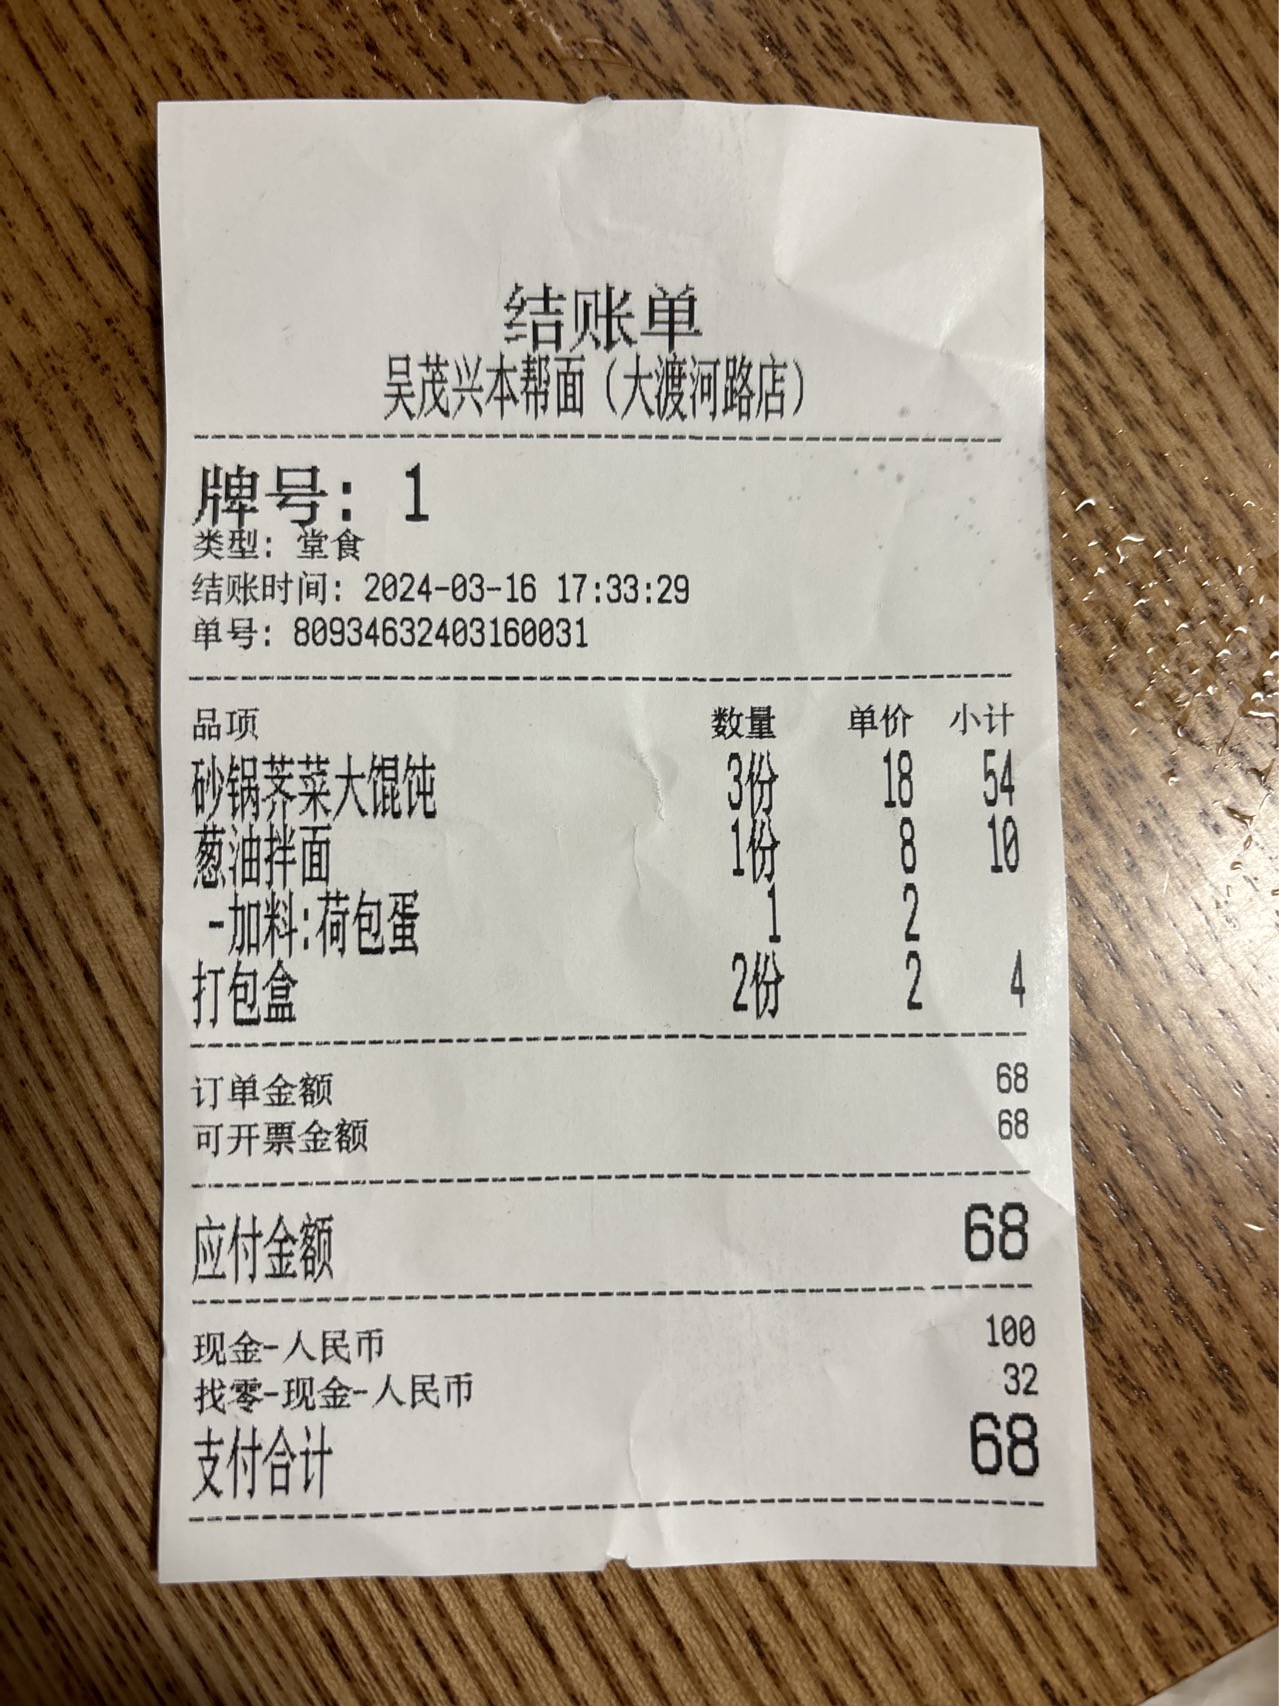 结账单
吴茂兴本帮面（大渡河路店）
牌号: 1
类型: 堂食
结账时间: 2024-03-16 17:33:29
单号: 80934632403160031
品项 数量 单价 小计
砂锅荠菜大馄饨 3份 18 54
葱油拌面 1份 8 10
-加料:荷包蛋 1 2
打包盒 2份 2 4
订单金额 68
可开票金额 68
应付金额 68
现金-人民币 100
找零-现金-人民币 32
支付合计 68